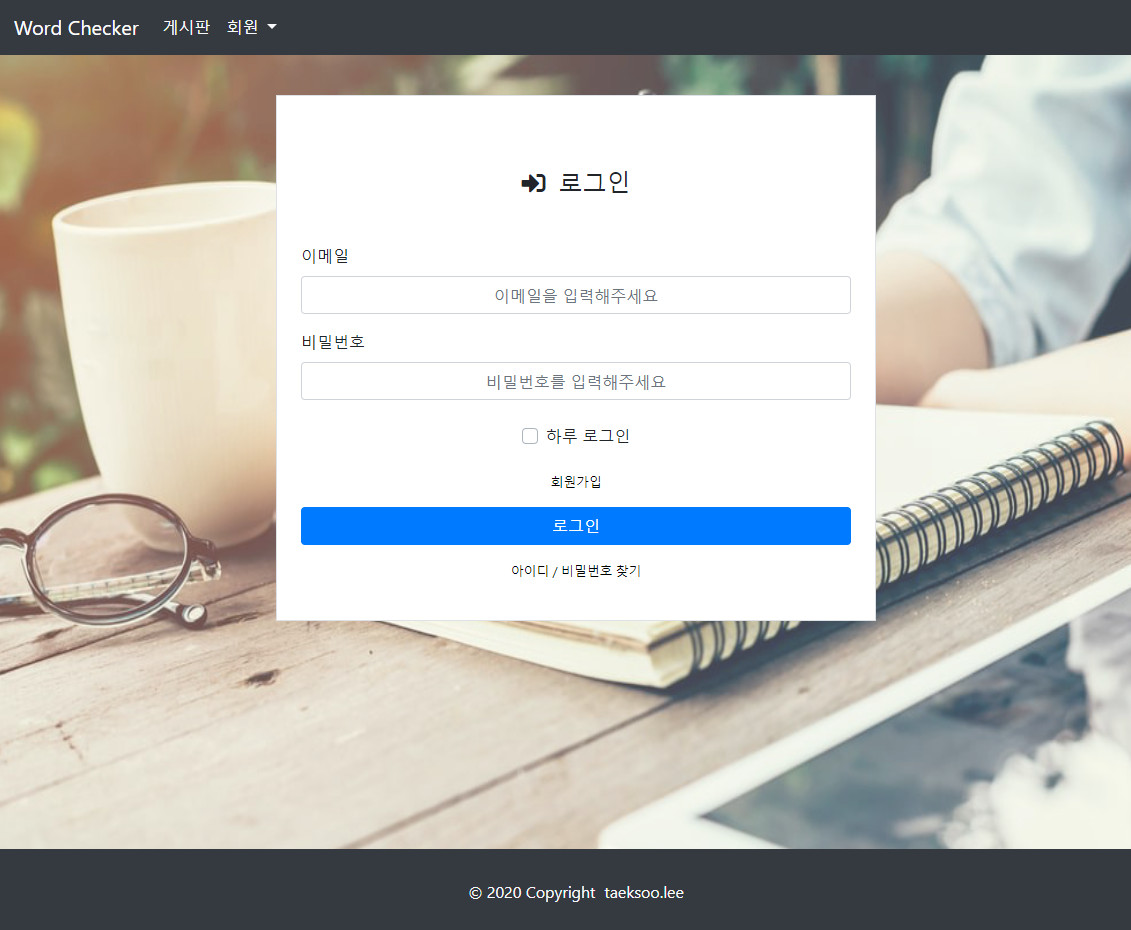 Word Checker 게시판 회원
로그인
이메일
이메일을 입력해주세요
비밀번호
비밀번호를 입력해주세요
하루 로그인
회원가입
로그인
아이디 / 비밀번호 찾기
© 2020 Copyright taeksoo.lee